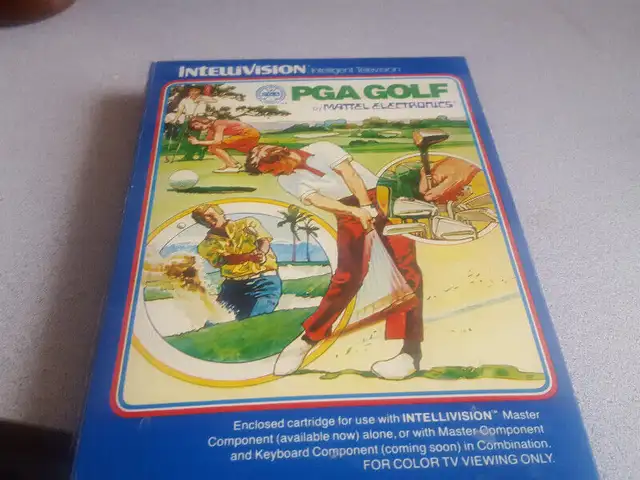 INTELLIVISION Intelligent Television
PGA GOLF
by MATTEL ELECTRONICS®
Enclosed cartridge for use with INTELLIVISION™ Master
Component (available now) alone, or with Master Component
and Keyboard Component (coming soon) in Combination.
FOR COLOR TV VIEWING ONLY.